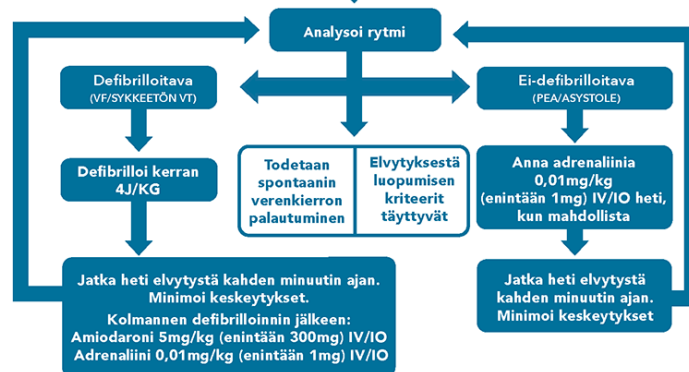 Analysoi rytmi
Defibrilloitava
(VF/SYKKEETÖN VT)
Ei-defibrilloitava
(PEA/ASYSTOLE)
Defibrilloi kerran
4J/KG
Todetaan
spontaanin
verenkierron
palautuminen
Elvytyksestä
luopumisen
kriteerit
täyttyvät
Anna adrenaliinia
0,01mg/kg
(enintään 1mg) IV/IO heti,
kun mahdollista
Jatka heti elvytystä kahden minuutin ajan.
Minimoi keskeytykset.
Kolmannen defibrilloinnin jälkeen:
Amiodaroni 5mg/kg (enintään 300mg) IV/IO
Adrenaliini 0,01mg/kg (enintään 1mg) IV/IO
Jatka heti elvytystä
kahden minuutin ajan.
Minimoi keskeytykset